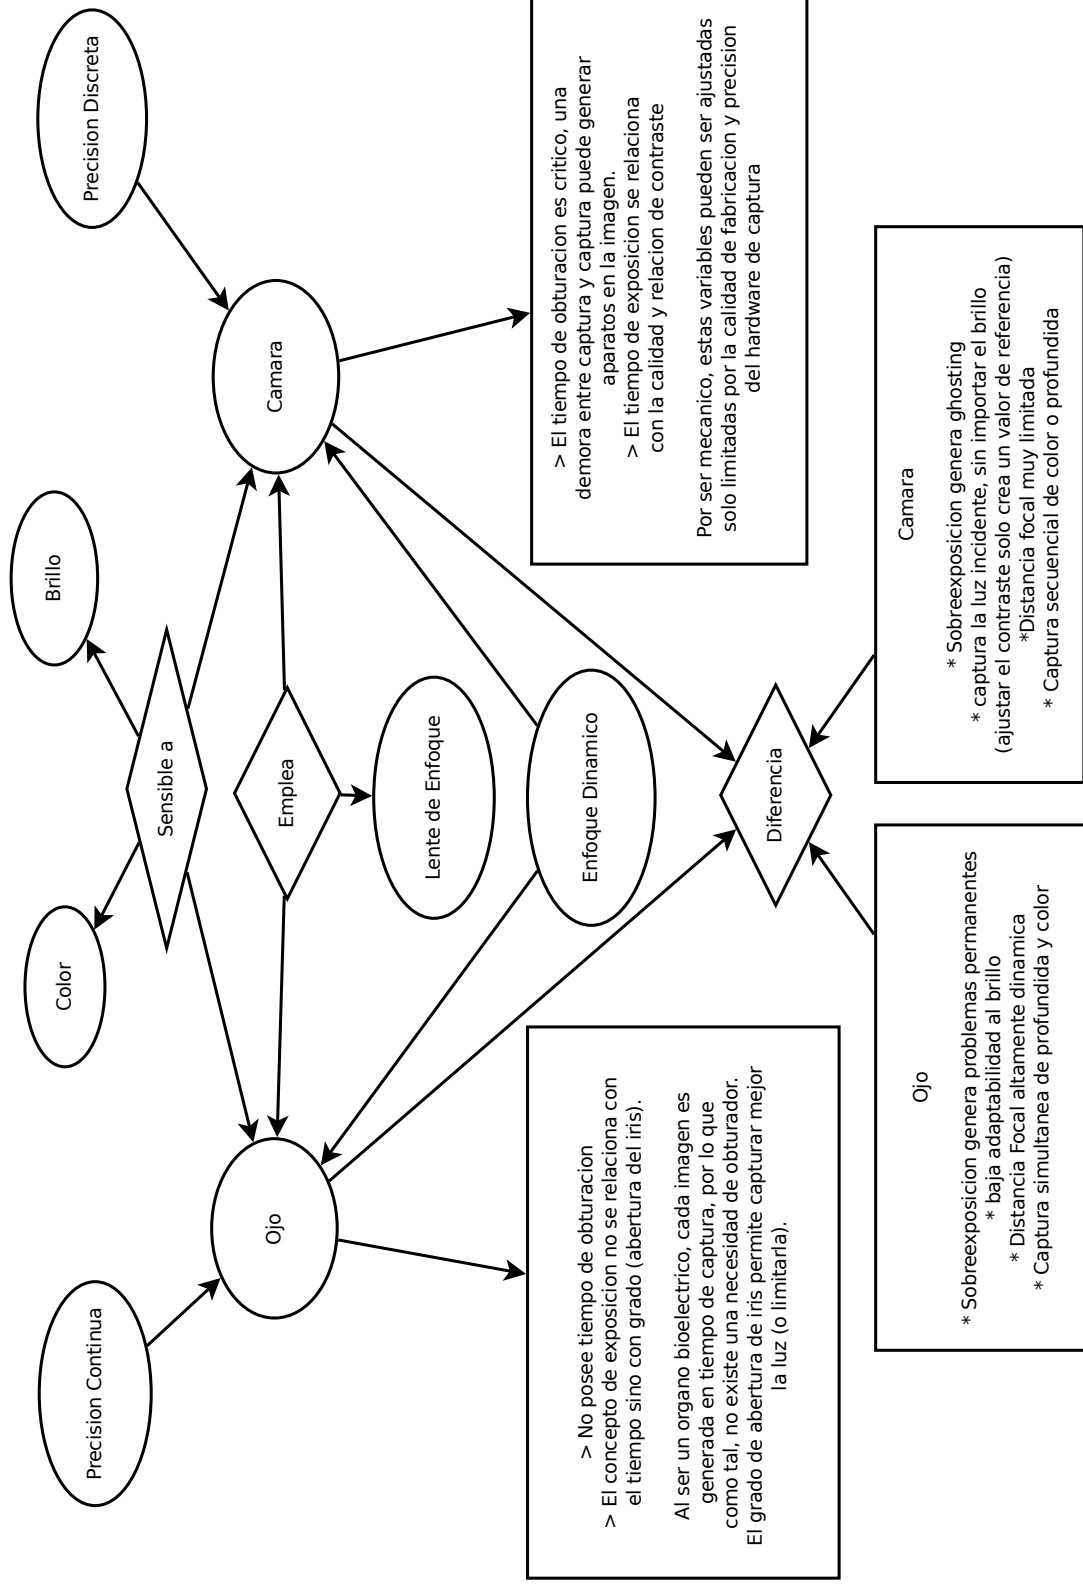 Precision Continua
Color
Brillo
Precision Discreta
Sensible a
Ojo
Emplea
Camara
Lente de Enfoque
Enfoque Dinamico
> No posee tiempo de obturacion
> El concepto de exposicion no se relaciona con
el tiempo sino con grado (abertura del iris).
Al ser un organo bioelectrico, cada imagen es
generada en tiempo de captura, por lo que
como tal, no existe una necesidad de obturador.
El grado de abertura de iris permite capturar mejor
la luz (o limitarla).
> El tiempo de obturacion es critico, una
demora entre captura y captura puede generar
aparatos en la imagen.
> El tiempo de exposicion se relaciona
con la calidad y relacion de contraste
Por ser mecanico, estas variables pueden ser ajustadas
solo limitadas por la calidad de fabricacion y precision
del hardware de captura
Diferencia
Ojo
* Sobreexposicion genera problemas permanentes
* baja adaptabilidad al brillo
* Distancia Focal altamente dinamica
* Captura simultanea de profundida y color
Camara
* Sobreexposicion genera ghosting
* captura la luz incidente, sin importar el brillo
(ajustar el contraste solo crea un valor de referencia)
*Distancia focal muy limitada
* Captura secuencial de color o profundida